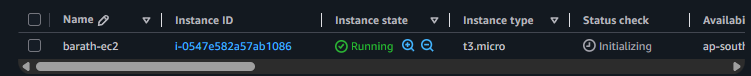 Name Instance ID Instance state Instance type Status check Availabi
barath-ec2 i-0547e582a57ab1086 Running t3.micro Initializing ap-south